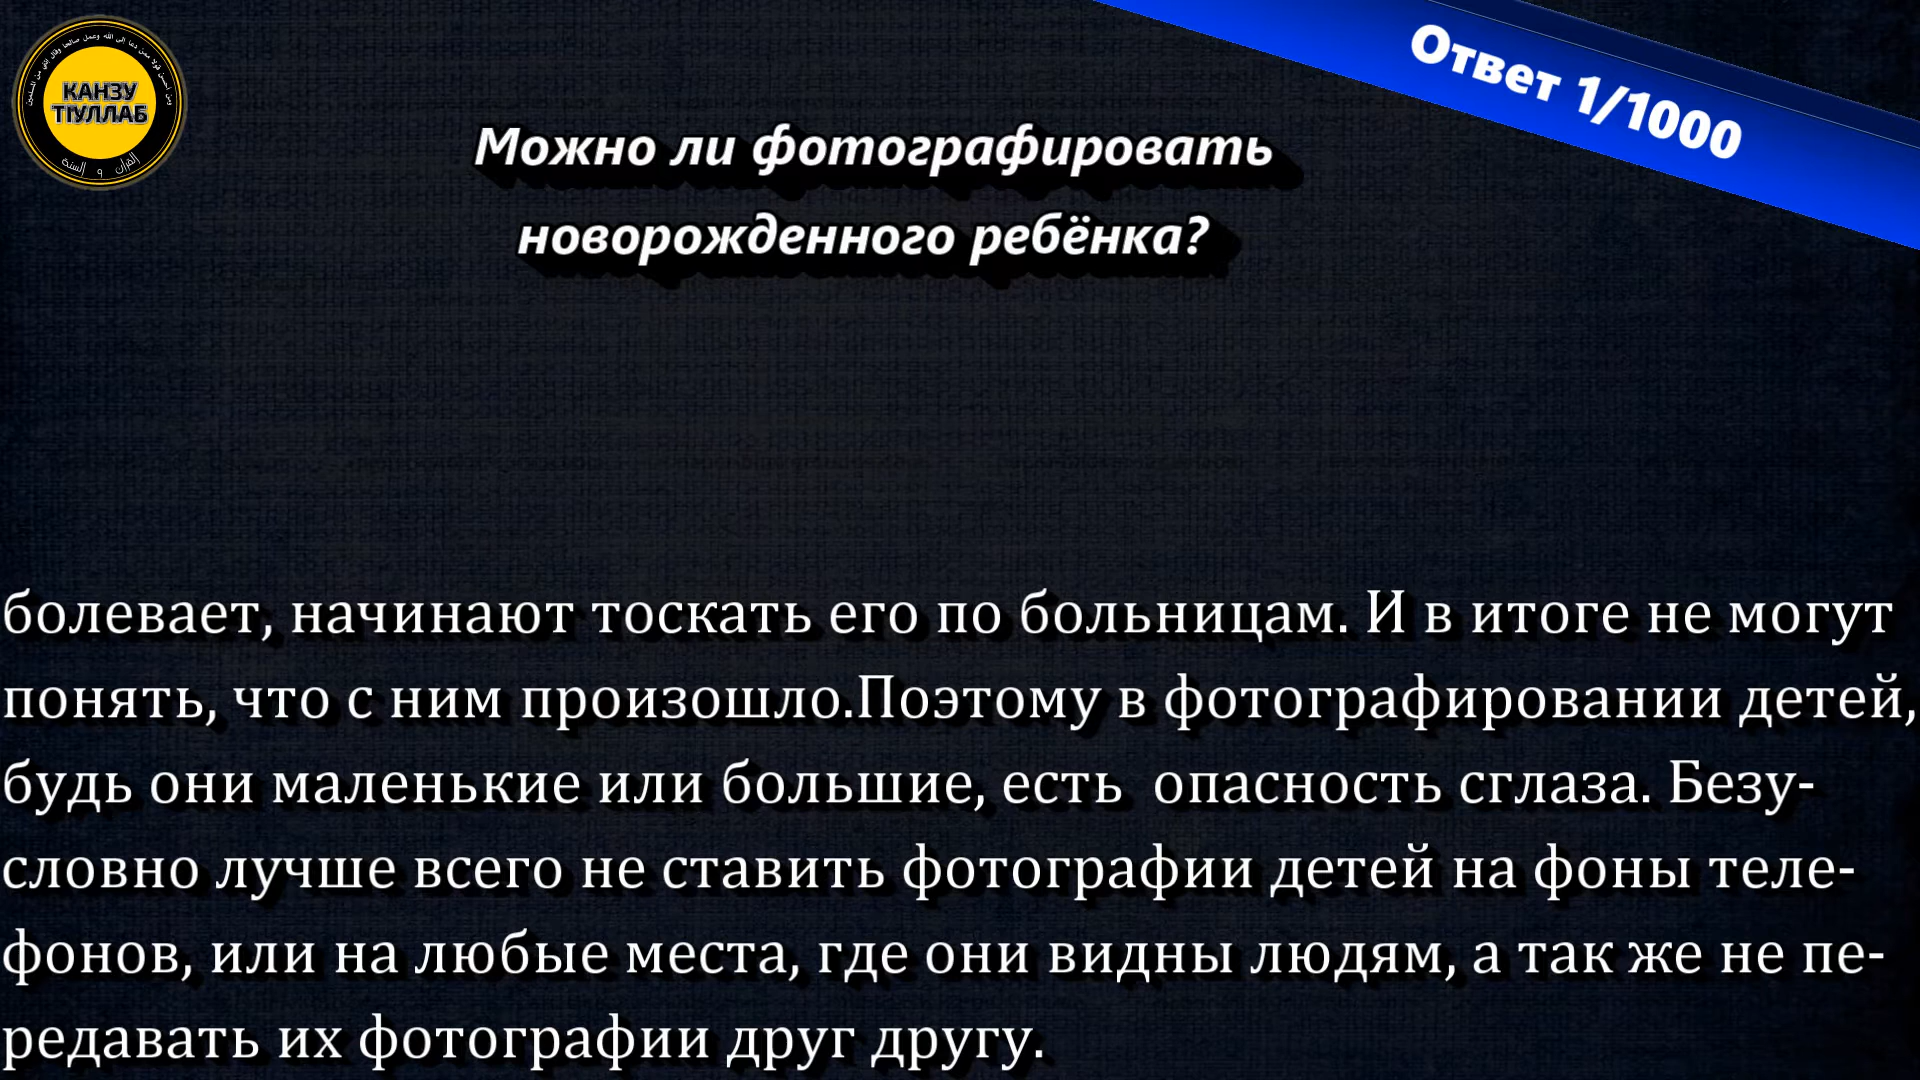 КАНЗУ
ТӀУЛЛАБ
Ответ 1/1000
Можно ли фотографировать
новорожденного ребёнка?
болевает, начинают тоскать его по больницам. И в итоге не могут
понять, что с ним произошло.Поэтому в фотографировании детей,
будь они маленькие или большие, есть  опасность сглаза. Безу-
словно лучше всего не ставить фотографии детей на фоны теле-
фонов, или на любые места, где они видны людям, а так же не пе-
редавать их фотографии друг другу.